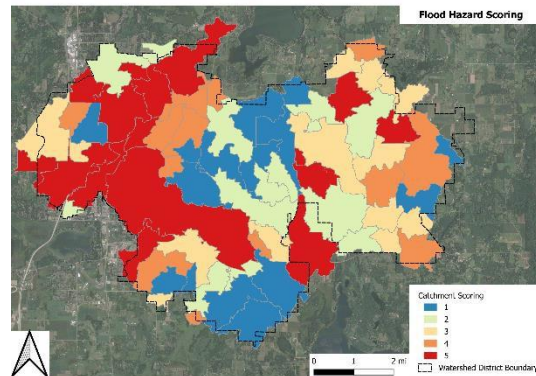 Flood Hazard Scoring
Catchment Scoring
1
2
3
4
5
Watershed District Boundary
0 1 2 mi